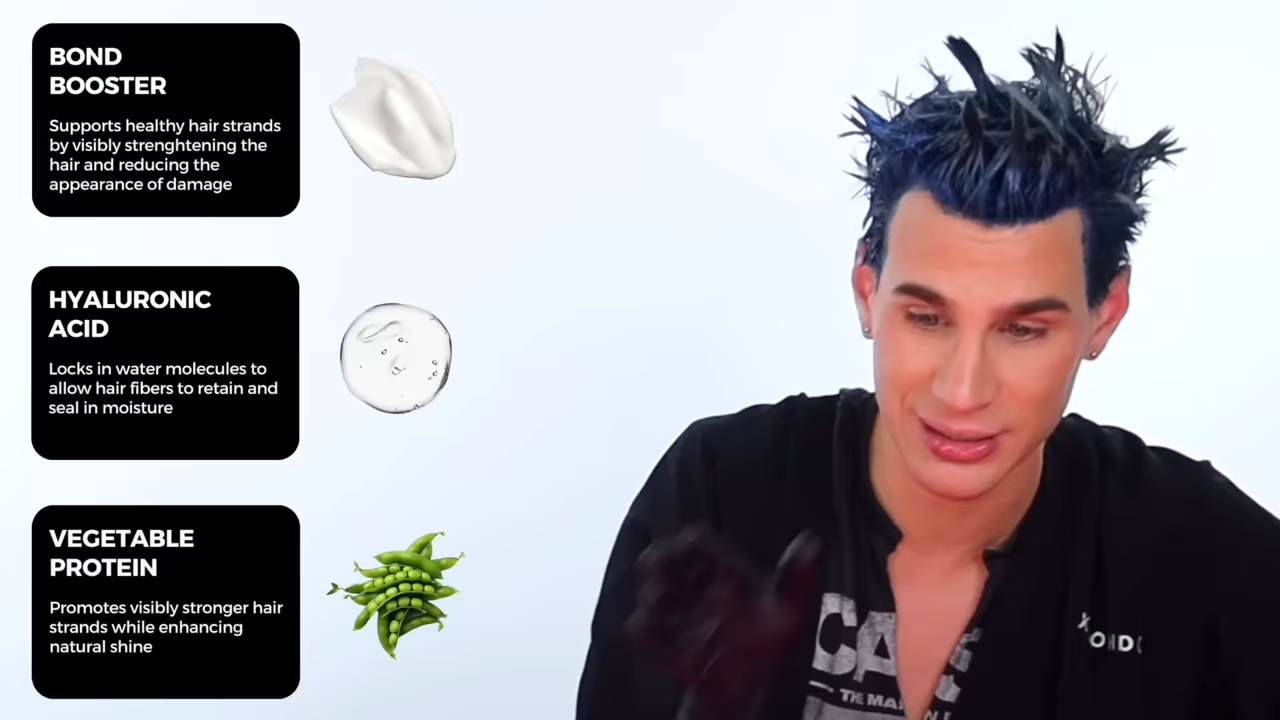 BOND
BOOSTER
Supports healthy hair strands
by visibly strenghtening the
hair and reducing the
appearance of damage
HYALURONIC
ACID
Locks in water molecules to
allow hair fibers to retain and
seal in moisture
VEGETABLE
PROTEIN
Promotes visibly stronger hair
strands while enhancing
natural shine
THE